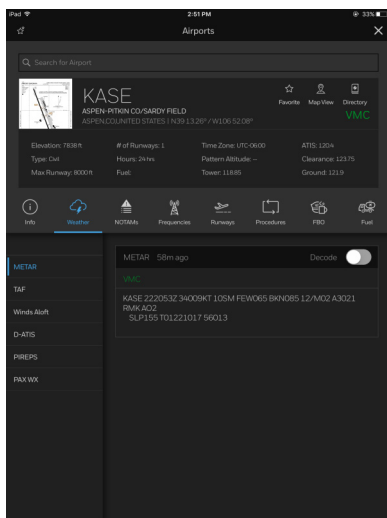 iPad 2:51 PM 33%
Airports
Search for Airport
KASE
ASPEN-PITKIN CO/SARDY FIELD
ASPEN,CO,UNITED STATES | N39 13.26° / W106 52.08°
Favorite Map View Directory
VMC
Elevation: 7838 ft # of Runways: 1 Time Zone: UTC-06:00 ATIS: 120.4
Type: Civil Hours: 24 hrs Pattern Altitude: -- Clearance: 123.75
Max Runway: 8000 ft Fuel: Tower: 118.85 Ground: 121.9
Info Weather NOTAMs Frequencies Runways Procedures FBO Fuel
METAR
TAF
Winds Aloft
D-ATIS
PIREPS
PAX WX
METAR 58m ago Decode
VMC
KASE 222053Z 34009KT 10SM FEW065 BKN085 12/M02 A3021
RMK AO2
SLP155 T01221017 56013